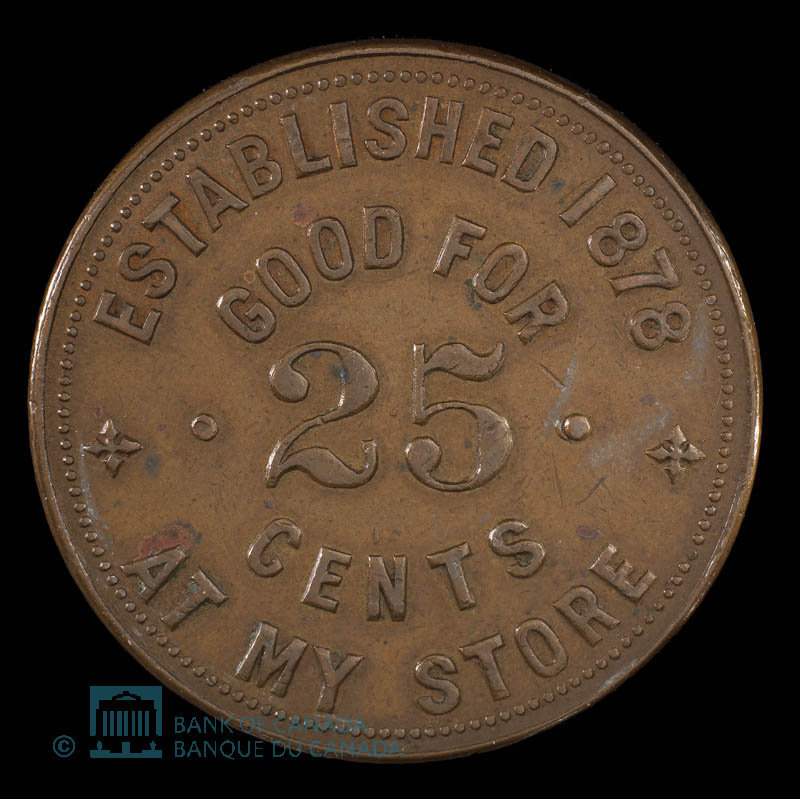 ESTABLISHED 1878
GOOD FOR
25
CENTS
AT MY STORE
© BANK OF CANADA
BANQUE DU CANADA